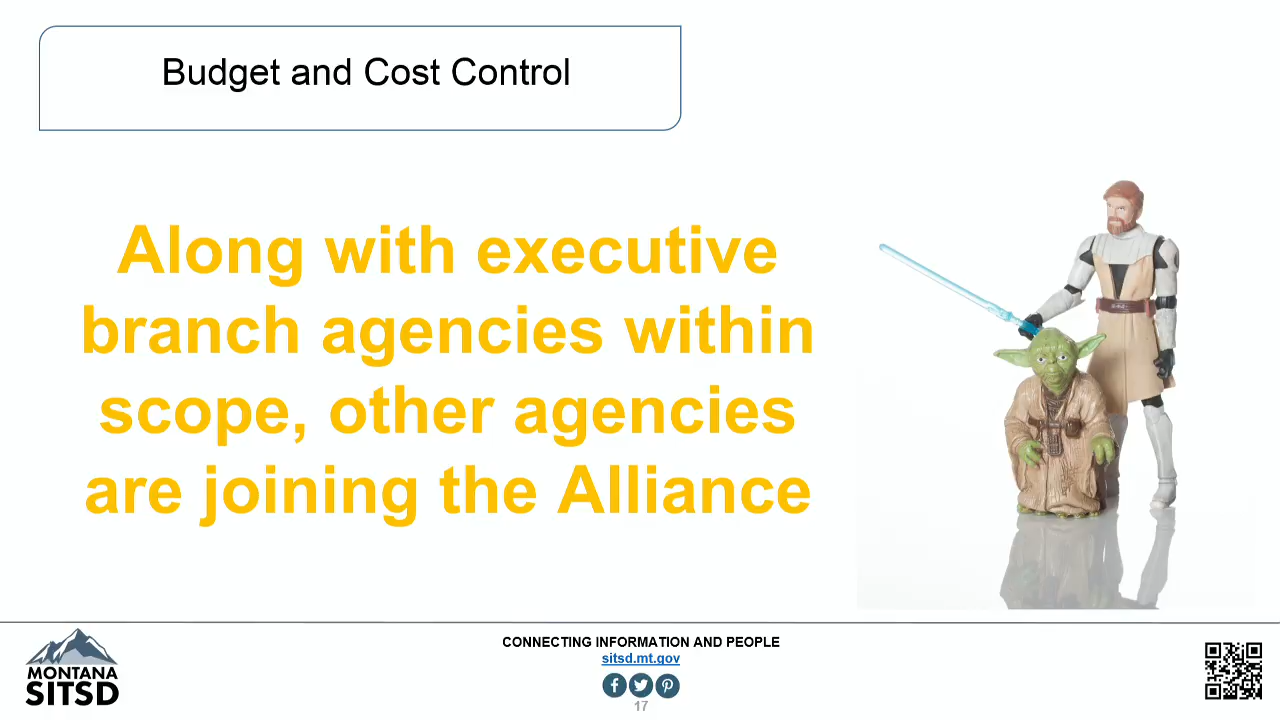 Budget and Cost Control
Along with executive
branch agencies within
scope, other agencies
are joining the Alliance
MONTANA
SITSD
CONNECTING INFORMATION AND PEOPLE
sitsd.mt.gov
17